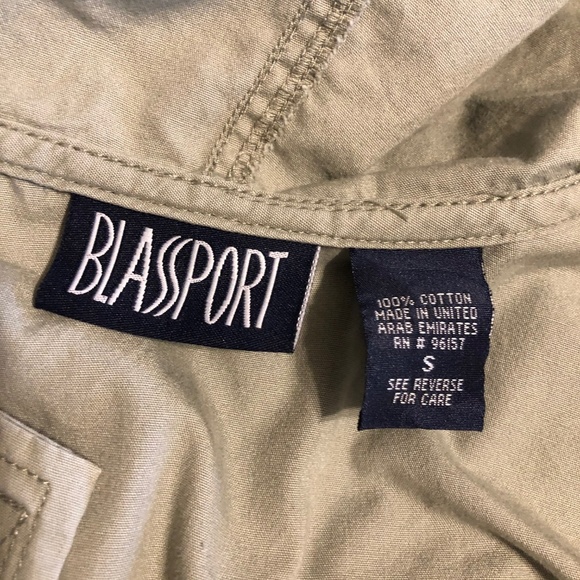 BLASSPORT
100% COTTON
MADE IN UNITED
ARAB EMIRATES
RN # 96157
S
SEE REVERSE
FOR CARE